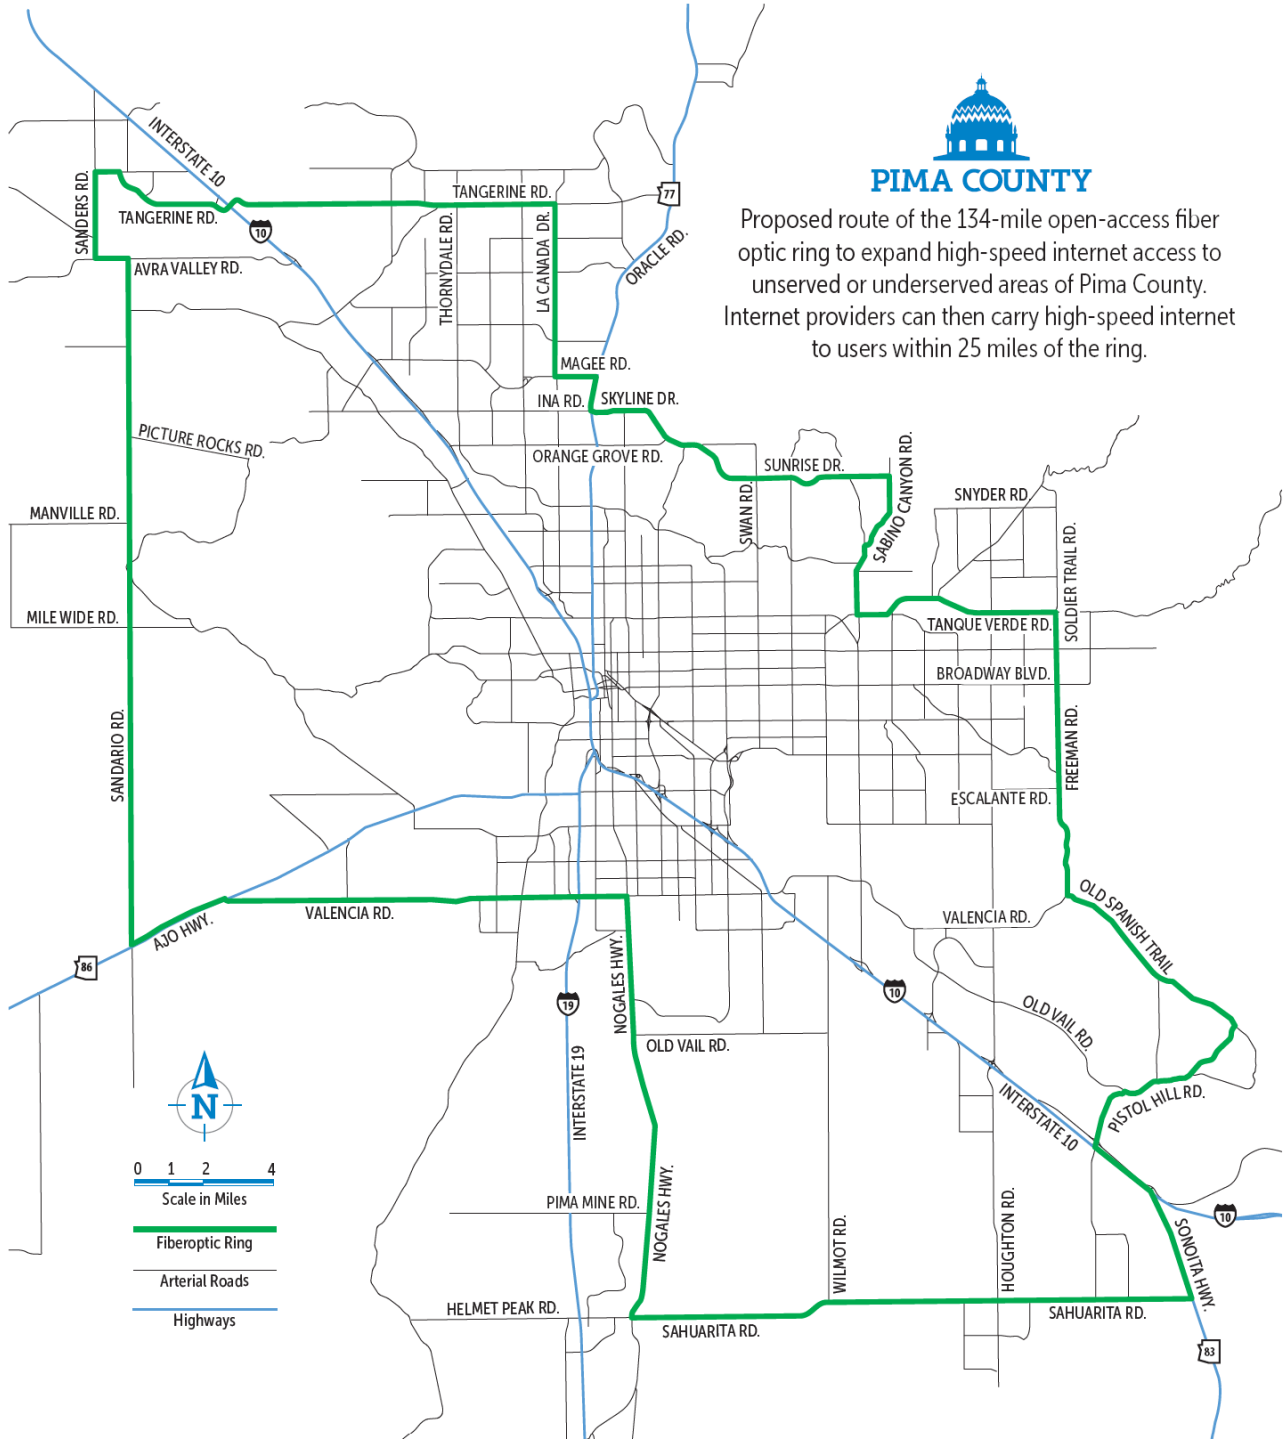 PIMA COUNTY
Proposed route of the 134-mile open-access fiber
optic ring to expand high-speed internet access to
unserved or underserved areas of Pima County.
Internet providers can then carry high-speed internet
to users within 25 miles of the ring.
INTERSTATE 10
SANDERS RD.
TANGERINE RD.
TANGERINE RD.
77
10
AVRA VALLEY RD.
THORNYDALE RD.
LA CANADA DR.
ORACLE RD.
MAGEE RD.
INA RD.
SKYLINE DR.
PICTURE ROCKS RD.
ORANGE GROVE RD.
SUNRISE DR.
SWAN RD.
SABINO CANYON RD.
SNYDER RD.
MANVILLE RD.
SOLDIER TRAIL RD.
MILE WIDE RD.
TANQUE VERDE RD.
BROADWAY BLVD.
SANDARIO RD.
FREEMAN RD.
ESCALANTE RD.
VALENCIA RD.
AJO HWY.
86
VALENCIA RD.
OLD SPANISH TRAIL
NOGALES HWY.
19
10
OLD VAIL RD.
OLD VAIL RD.
INTERSTATE 19
INTERSTATE 10
PISTOL HILL RD.
N
0 1 2 4
Scale in Miles
Fiberoptic Ring
Arterial Roads
Highways
PIMA MINE RD.
NOGALES HWY.
WILMOT RD.
HOUGHTON RD.
10
SONOITA HWY.
HELMET PEAK RD.
SAHUARITA RD.
SAHUARITA RD.
83